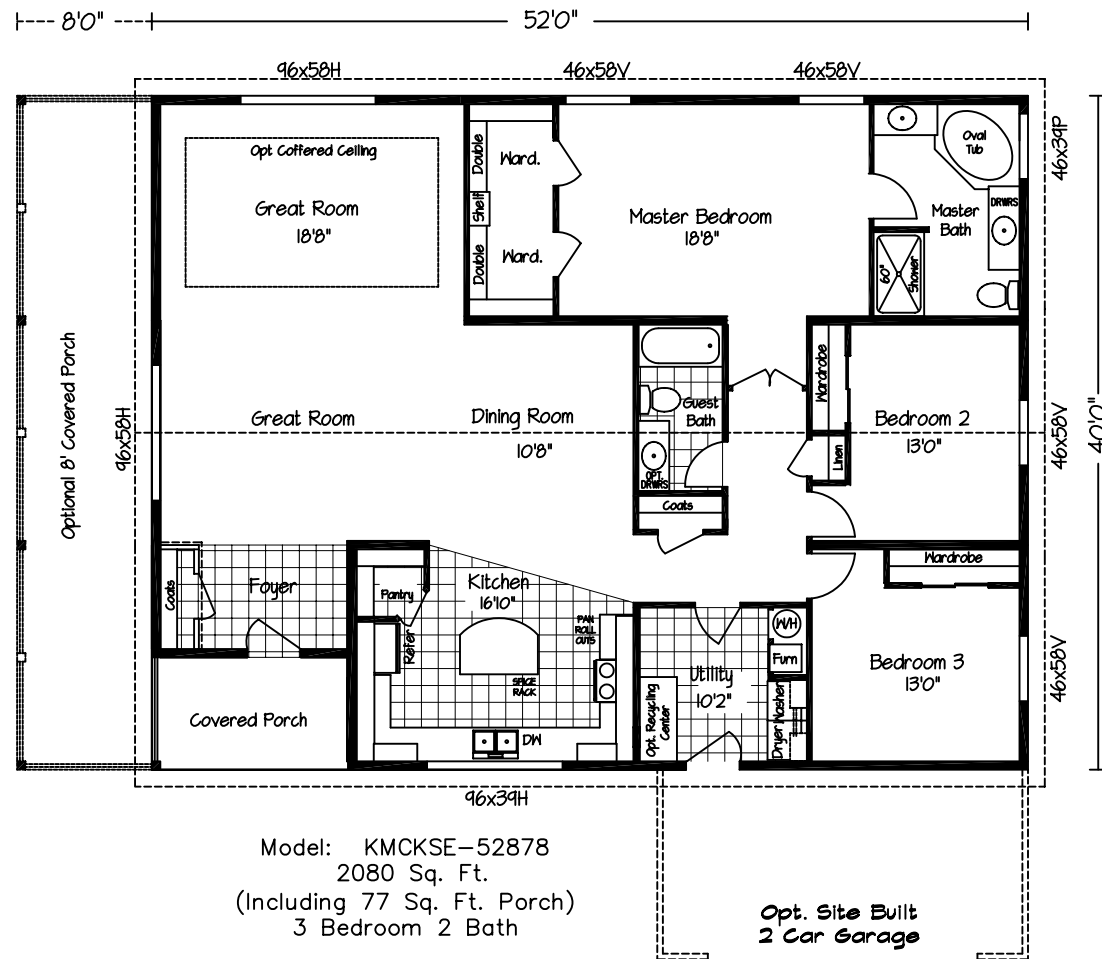 8'0"
52'0"
96x58H
46x58V
46x58V
Opt Coffered Ceiling
Great Room
18'8"
Double
Shelf
Double
Ward.
Ward.
Master Bedroom
18'8"
Oval
Tub
DRWRS
Master
Bath
60"
Shower
46x39P
Optional 8' Covered Porch
96x58H
Great Room
Dining Room
10'8"
Guest
Bath
OPT.
DRWRS
Coats
Wardrobe
Linen
Bedroom 2
13'0"
46x58V
40'0"
Coats
Foyer
Pantry
Kitchen
16'10"
Refer
PAN
ROLL
OUTS
SPICE
RACK
DW
W/H
Furn
Utility
10'2"
Opt. Recycling
Center
Washer
Dryer
Wardrobe
Bedroom 3
13'0"
46x58V
Covered Porch
96x39H
Model: KMCKSE-52878
2080 Sq. Ft.
(Including 77 Sq. Ft. Porch)
3 Bedroom 2 Bath
Opt. Site Built
2 Car Garage